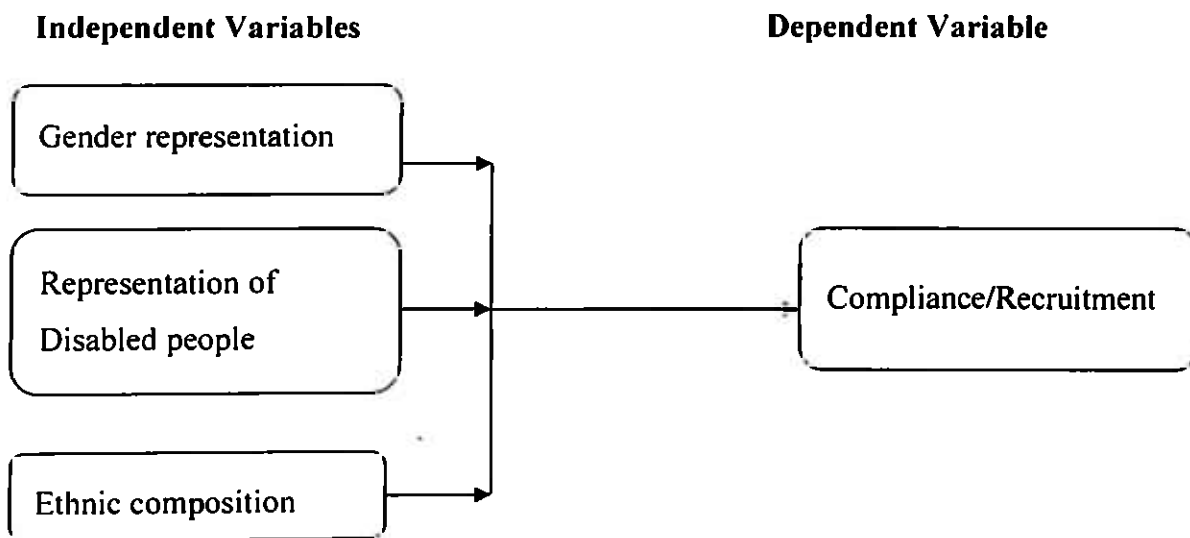 Independent Variables
Dependent Variable
Gender representation
Representation of
Disabled people
Compliance/Recruitment
Ethnic composition